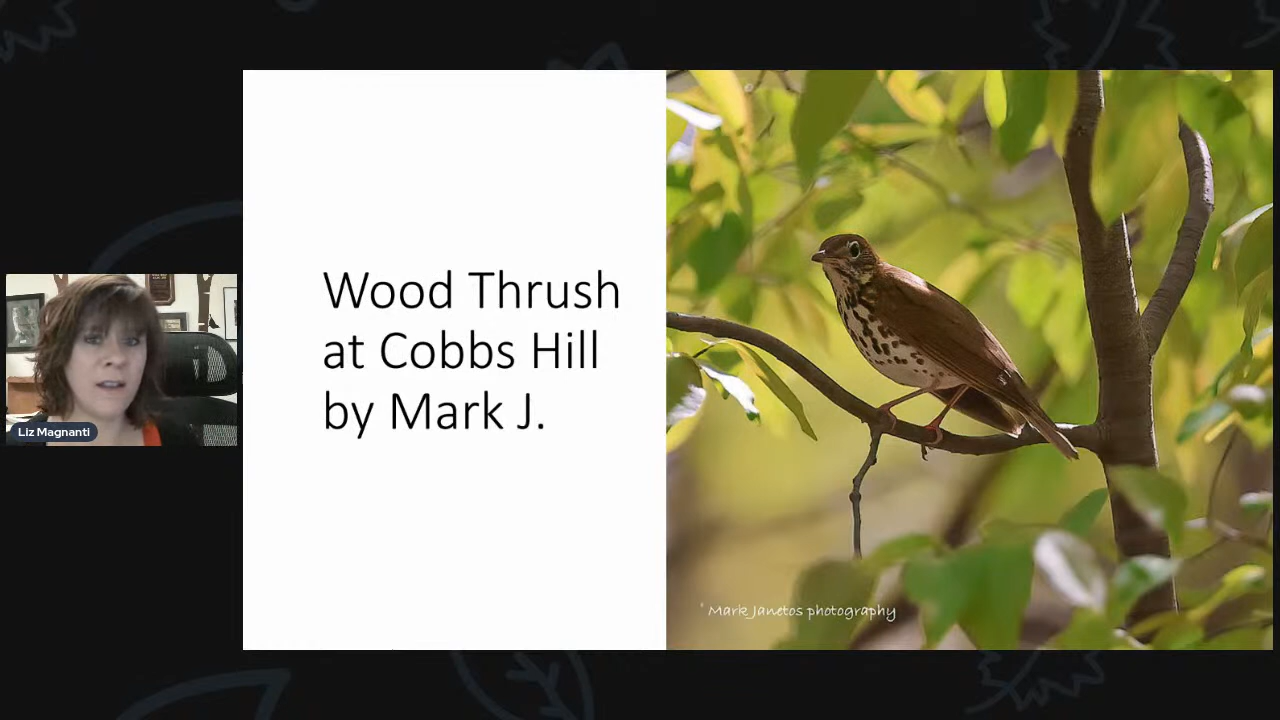 Wood Thrush
at Cobbs Hill
by Mark J.
Liz Magnanti
Mark Janetos photography